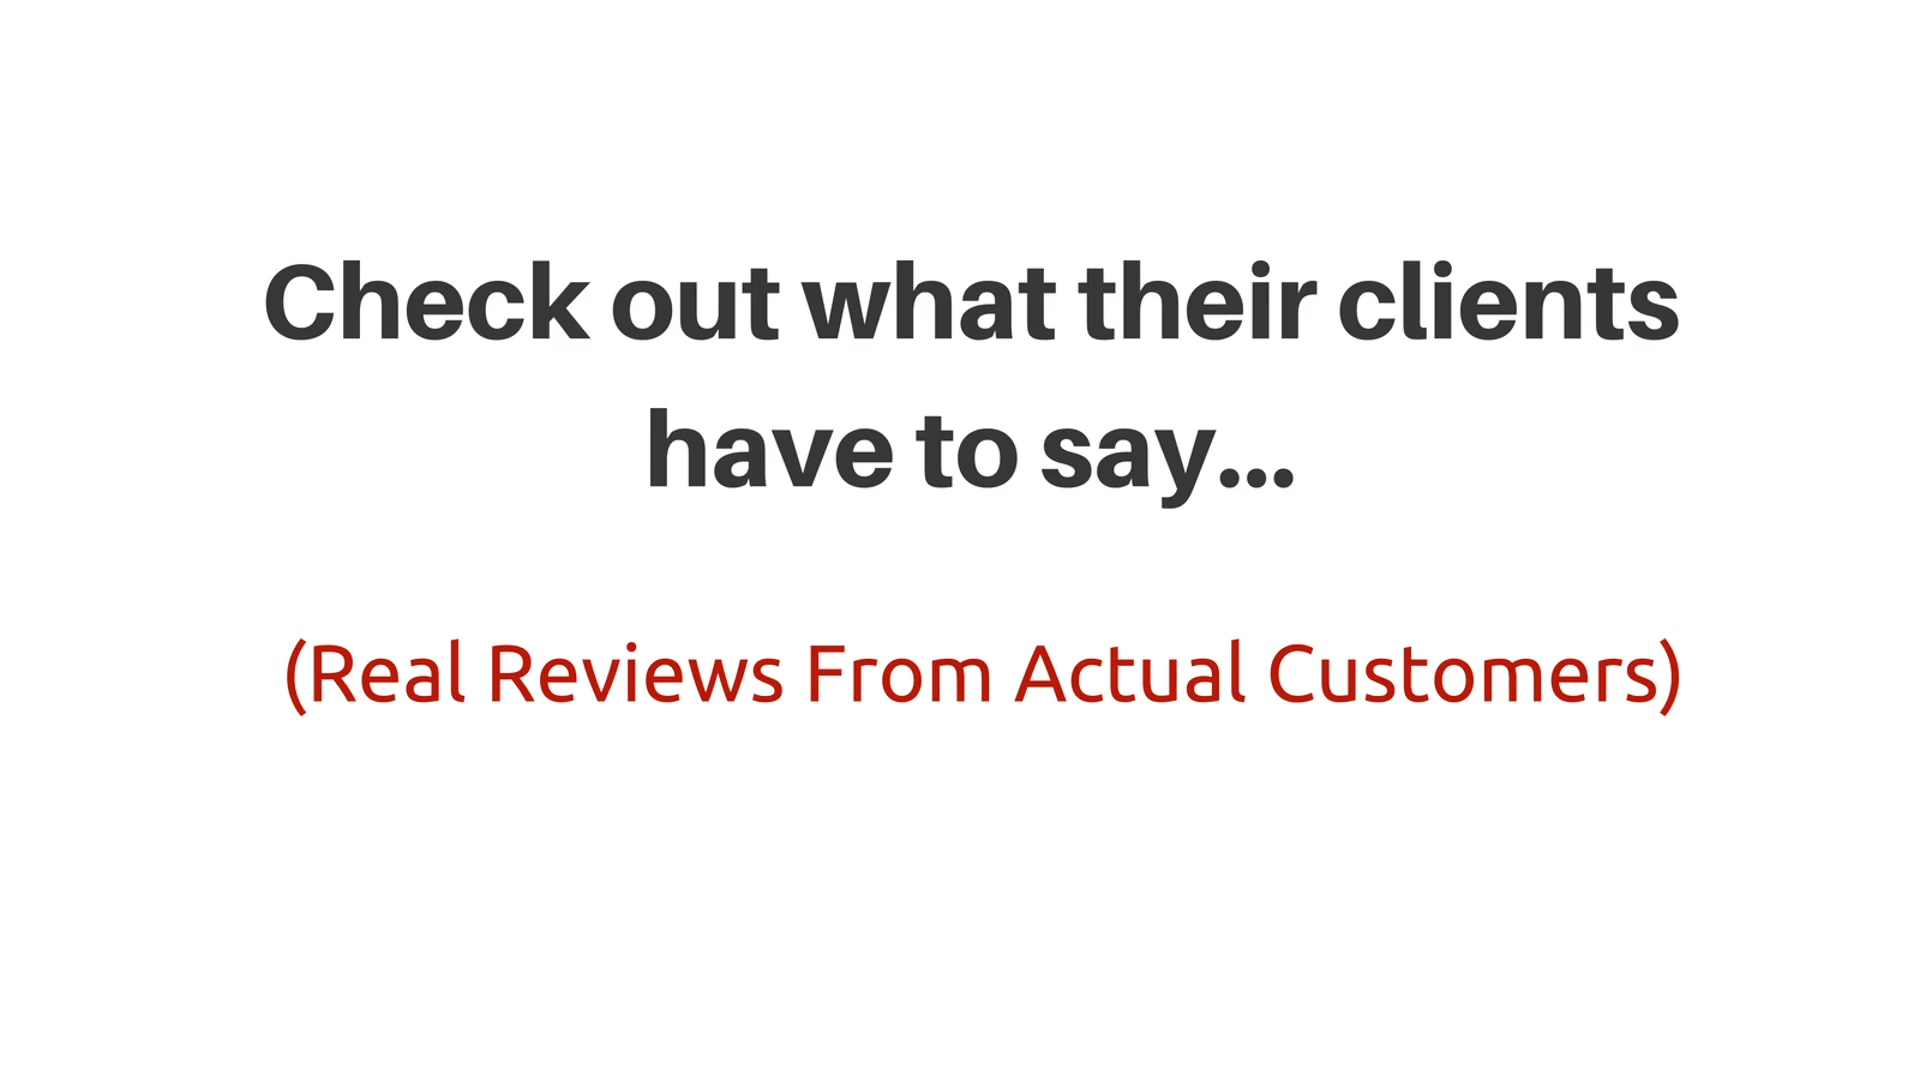 Check out what their clients
have to say...
(Real Reviews From Actual Customers)